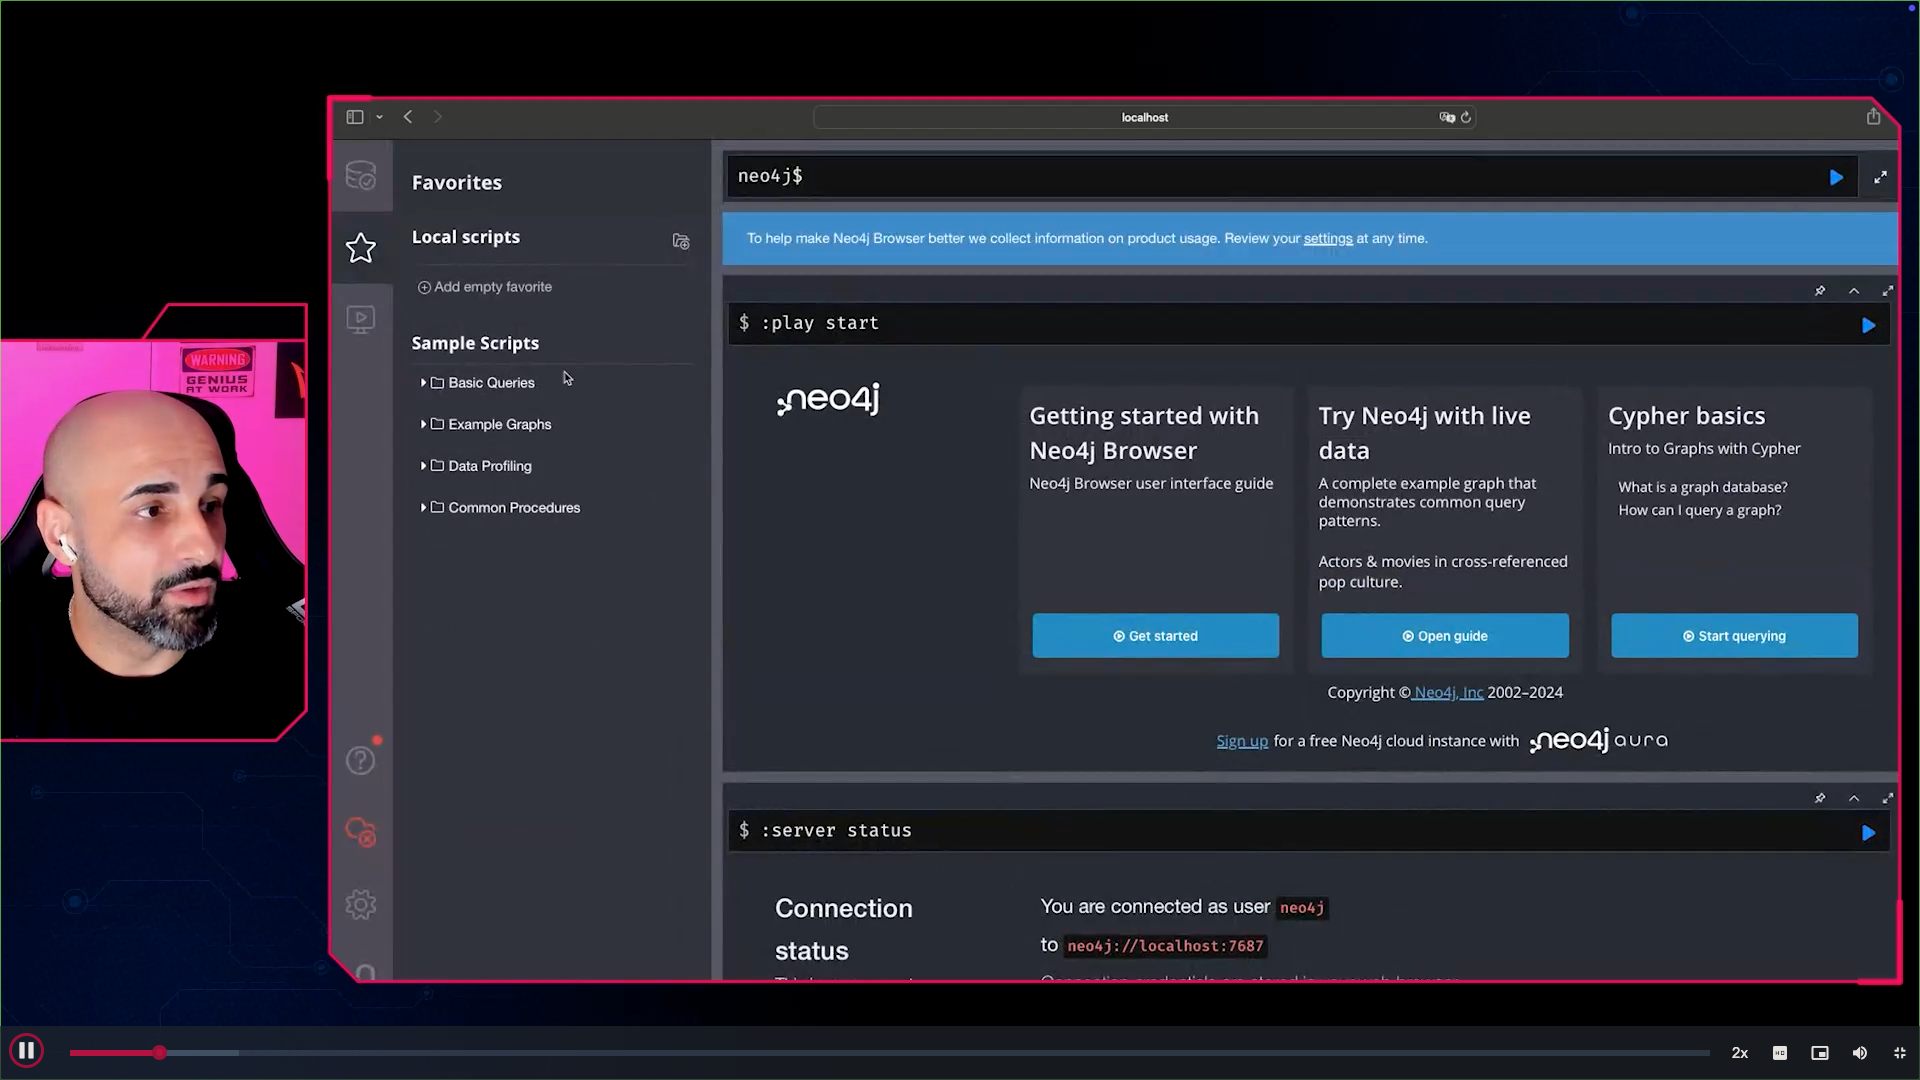 localhost
WARNING
GENIUS
AT WORK
Favorites
Local scripts
Add empty favorite
Sample Scripts
Basic Queries
Example Graphs
Data Profiling
Common Procedures
neo4j$
To help make Neo4j Browser better we collect information on product usage. Review your settings at any time.
$ :play start
neo4j
Getting started with
Neo4j Browser
Neo4j Browser user interface guide
Get started
Try Neo4j with live
data
A complete example graph that
demonstrates common query
patterns.
Actors & movies in cross-referenced
pop culture.
Open guide
Cypher basics
Intro to Graphs with Cypher
What is a graph database?
How can I query a graph?
Start querying
Copyright © Neo4j, Inc 2002–2024
Sign up for a free Neo4j cloud instance with neo4j aura
$ :server status
Connection
status
You are connected as user neo4j
to neo4j://localhost:7687
2x